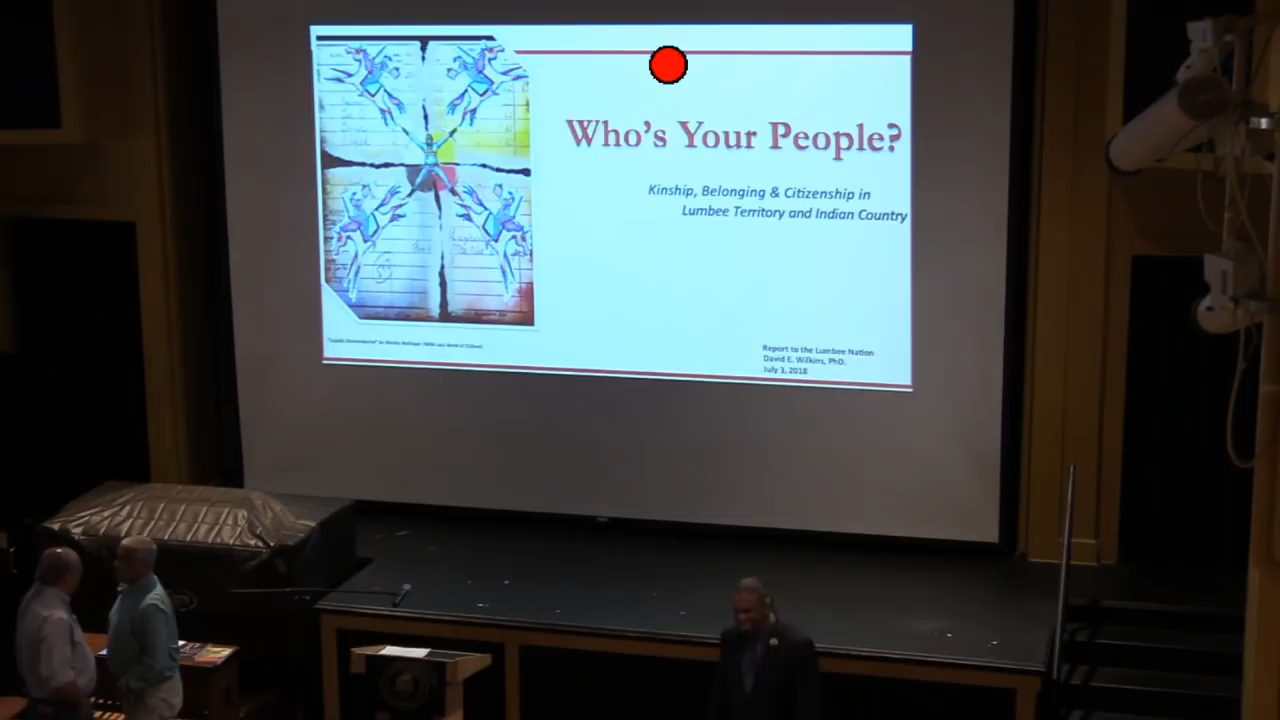 Who's Your People?
Kinship, Belonging & Citizenship in
Lumbee Territory and Indian Country
Report to the Lumbee Nation
David E. Wilkins, PhD.
July 3, 2018